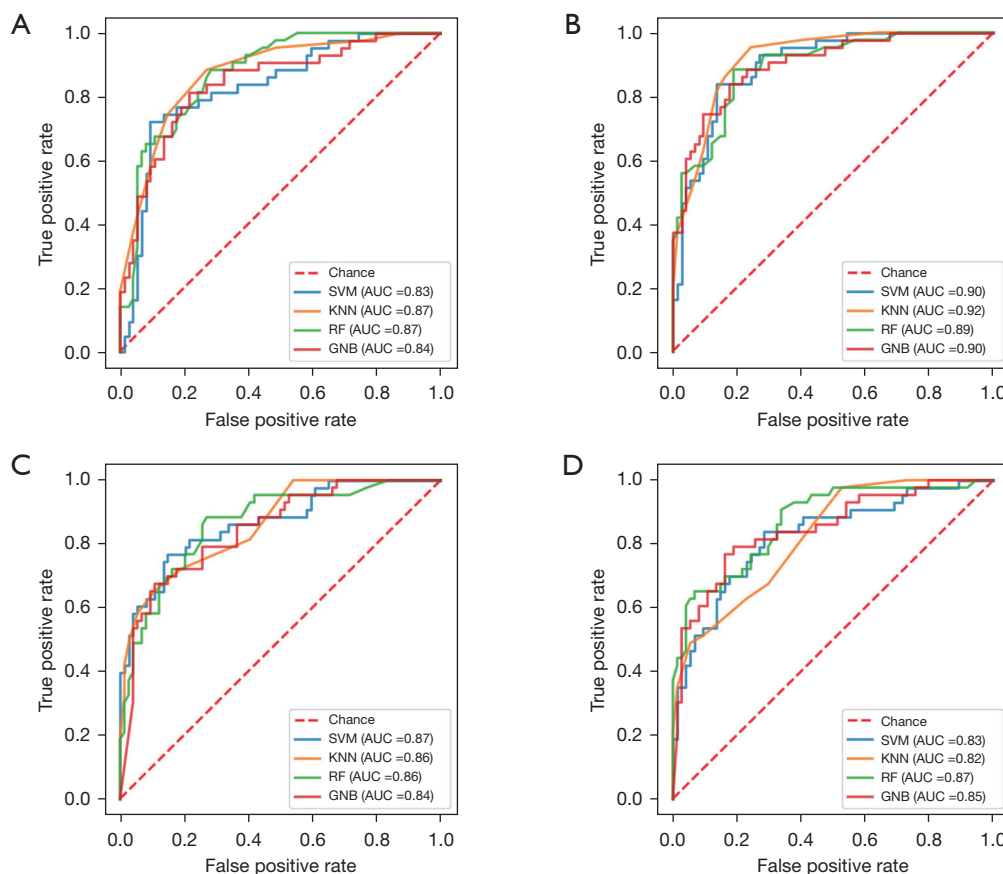 A
True positive rate
1.0
0.8
0.6
0.4
0.2
0.0
Chance
SVM (AUC =0.83)
KNN (AUC =0.87)
RF (AUC =0.87)
GNB (AUC =0.84)
0.0 0.2 0.4 0.6 0.8 1.0
False positive rate
B
True positive rate
1.0
0.8
0.6
0.4
0.2
0.0
Chance
SVM (AUC =0.90)
KNN (AUC =0.92)
RF (AUC =0.89)
GNB (AUC =0.90)
0.0 0.2 0.4 0.6 0.8 1.0
False positive rate
C
True positive rate
1.0
0.8
0.6
0.4
0.2
0.0
Chance
SVM (AUC =0.87)
KNN (AUC =0.86)
RF (AUC =0.86)
GNB (AUC =0.84)
0.0 0.2 0.4 0.6 0.8 1.0
False positive rate
D
True positive rate
1.0
0.8
0.6
0.4
0.2
0.0
Chance
SVM (AUC =0.83)
KNN (AUC =0.82)
RF (AUC =0.87)
GNB (AUC =0.85)
0.0 0.2 0.4 0.6 0.8 1.0
False positive rate